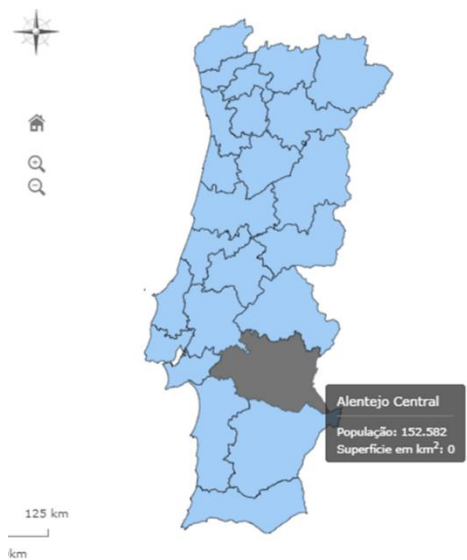 Alentejo Central
População: 152.582
Superfície em km²: 0
125 km
km